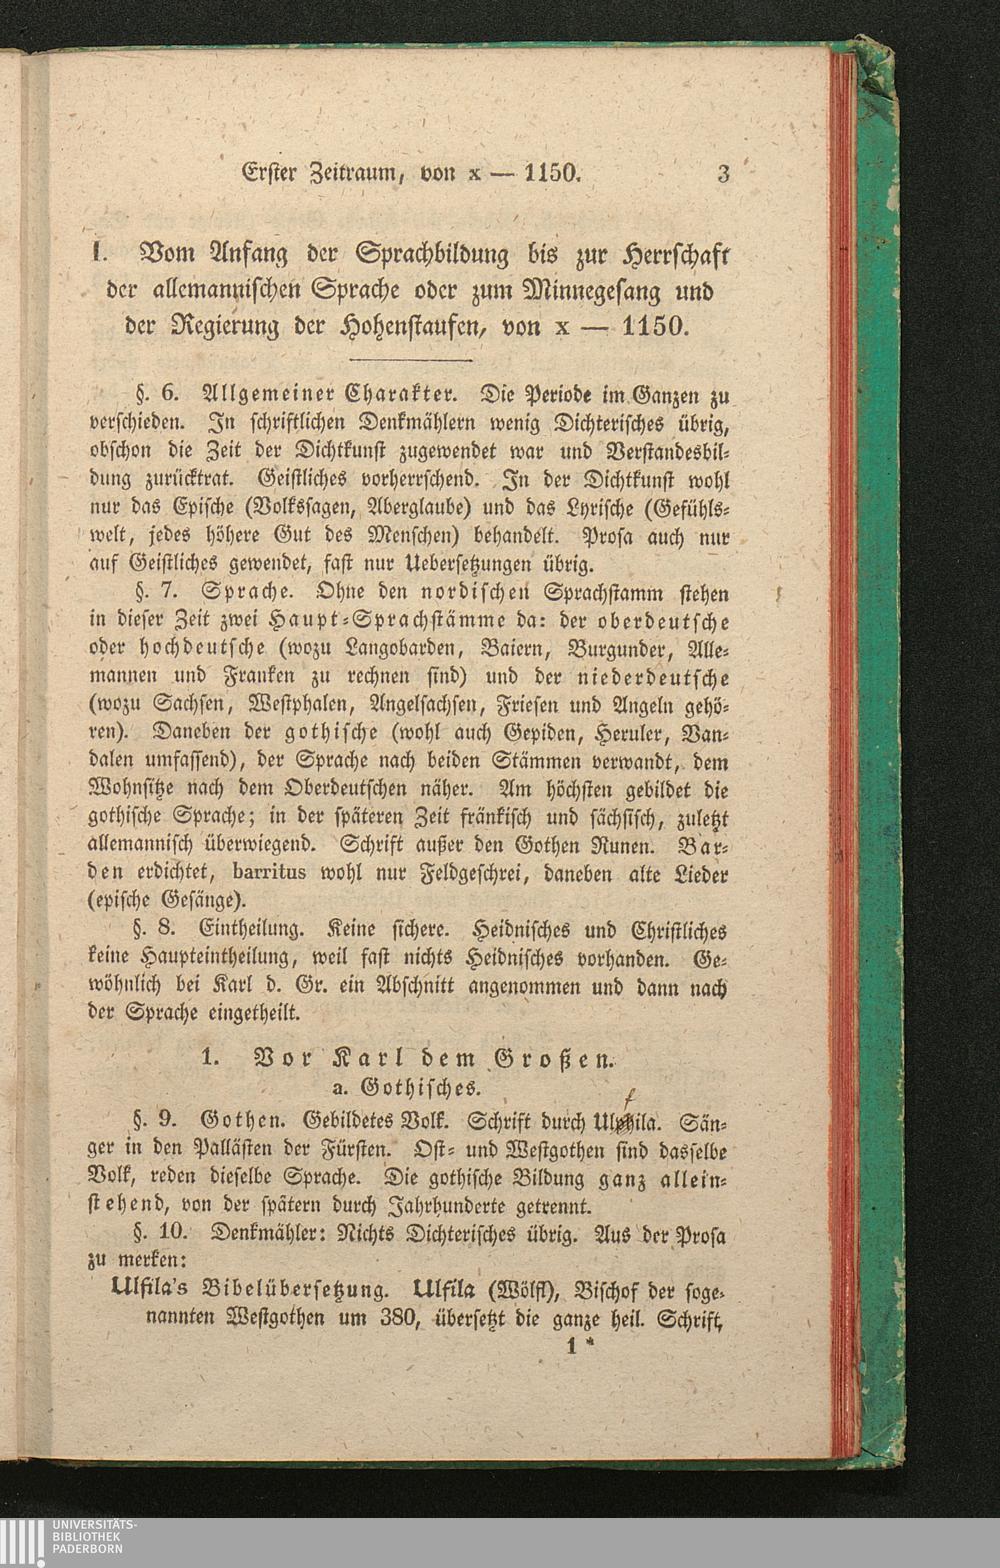 Erster Zeitraum, von x — 1150. 3
I. Vom Anfang der Sprachbildung bis zur Herrschaft
der allemannischen Sprache oder zum Minnegesang und
der Regierung der Hohenstaufen, von x — 1150.
§. 6. Allgemeiner Charakter. Die Periode im Ganzen zu
verschieden. In schriftlichen Denkmählern wenig Dichterisches übrig,
obschon die Zeit der Dichtkunst zugewendet war und Verstandesbil-
dung zurücktrat. Geistliches vorherrschend. In der Dichtkunst wohl
nur das Epische (Volkssagen, Aberglaube) und das Lyrische (Gefühls-
welt, jedes höhere Gut des Menschen) behandelt. Prosa auch nur
auf Geistliches gewendet, fast nur Uebersetzungen übrig.
§. 7. Sprache. Ohne den nordischen Sprachstamm stehen
in dieser Zeit zwei Haupt-Sprachstämme da: der oberdeutsche
oder hochdeutsche (wozu Langobarden, Baiern, Burgunder, Alle-
mannen und Franken zu rechnen sind) und der niederdeutsche
(wozu Sachsen, Westphalen, Angelsachsen, Friesen und Angeln gehö-
ren). Daneben der gothische (wohl auch Gepiden, Heruler, Van-
dalen umfassend), der Sprache nach beiden Stämmen verwandt, dem
Wohnsitze nach dem Oberdeutschen näher. Am höchsten gebildet die
gothische Sprache; in der späteren Zeit fränkisch und sächsisch, zuletzt
allemannisch überwiegend. Schrift außer den Gothen Runen. Bar-
den erdichtet, barritus wohl nur Feldgeschrei, daneben alte Lieder
(epische Gesänge).
§. 8. Eintheilung. Keine sichere. Heidnisches und Christliches
keine Haupteintheilung, weil fast nichts Heidnisches vorhanden. Ge-
wöhnlich bei Karl d. Gr. ein Abschnitt angenommen und dann nach
der Sprache eingetheilt.
1. Vor Karl dem Großen.
a. Gothisches.
f
§. 9. Gothen. Gebildetes Volk. Schrift durch Ulphila. Sän-
ger in den Pallästen der Fürsten. Ost- und Westgothen sind dasselbe
Volk, reden dieselbe Sprache. Die gothische Bildung ganz allein-
stehend, von der spätern durch Jahrhunderte getrennt.
§. 10. Denkmähler: Nichts Dichterisches übrig. Aus der Prosa
zu merken:
Ulfila's Bibelübersetzung. Ulfila (Wölfl), Bischof der soge-
nannten Westgothen um 380, übersetzt die ganze heil. Schrift,
1 *
UNIVERSITÄTS-
BIBLIOTHEK
PADERBORN